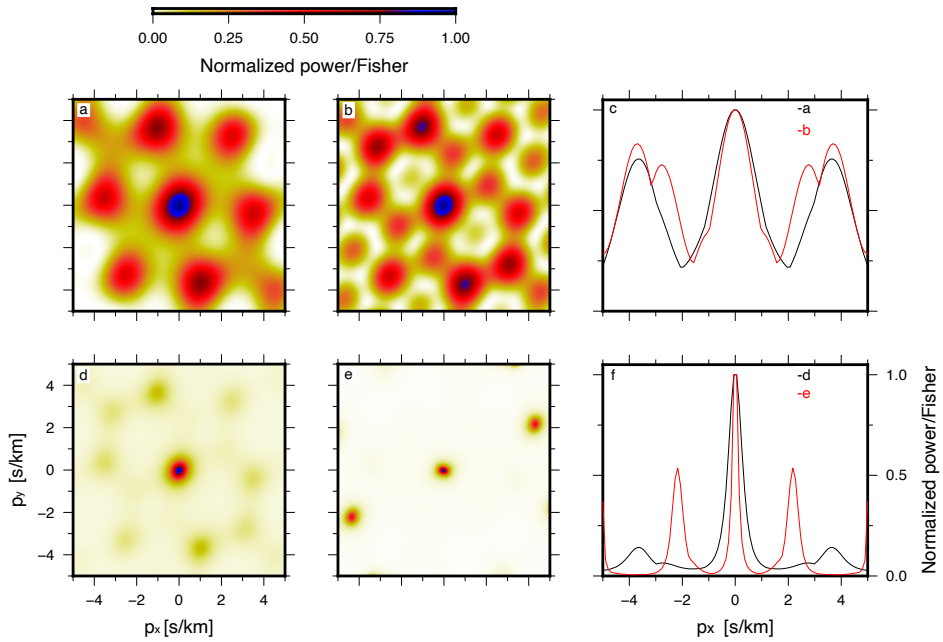 0.00 0.25 0.50 0.75 1.00
Normalized power/Fisher
a
b
c
-a
-b
d
e
f
-d
-e
4
2
0
−2
−4
py [s/km]
1.0
0.5
0.0
Normalized power/Fisher
−4 −2 0 2 4
−4 −2 0 2 4
px [s/km]
px [s/km]